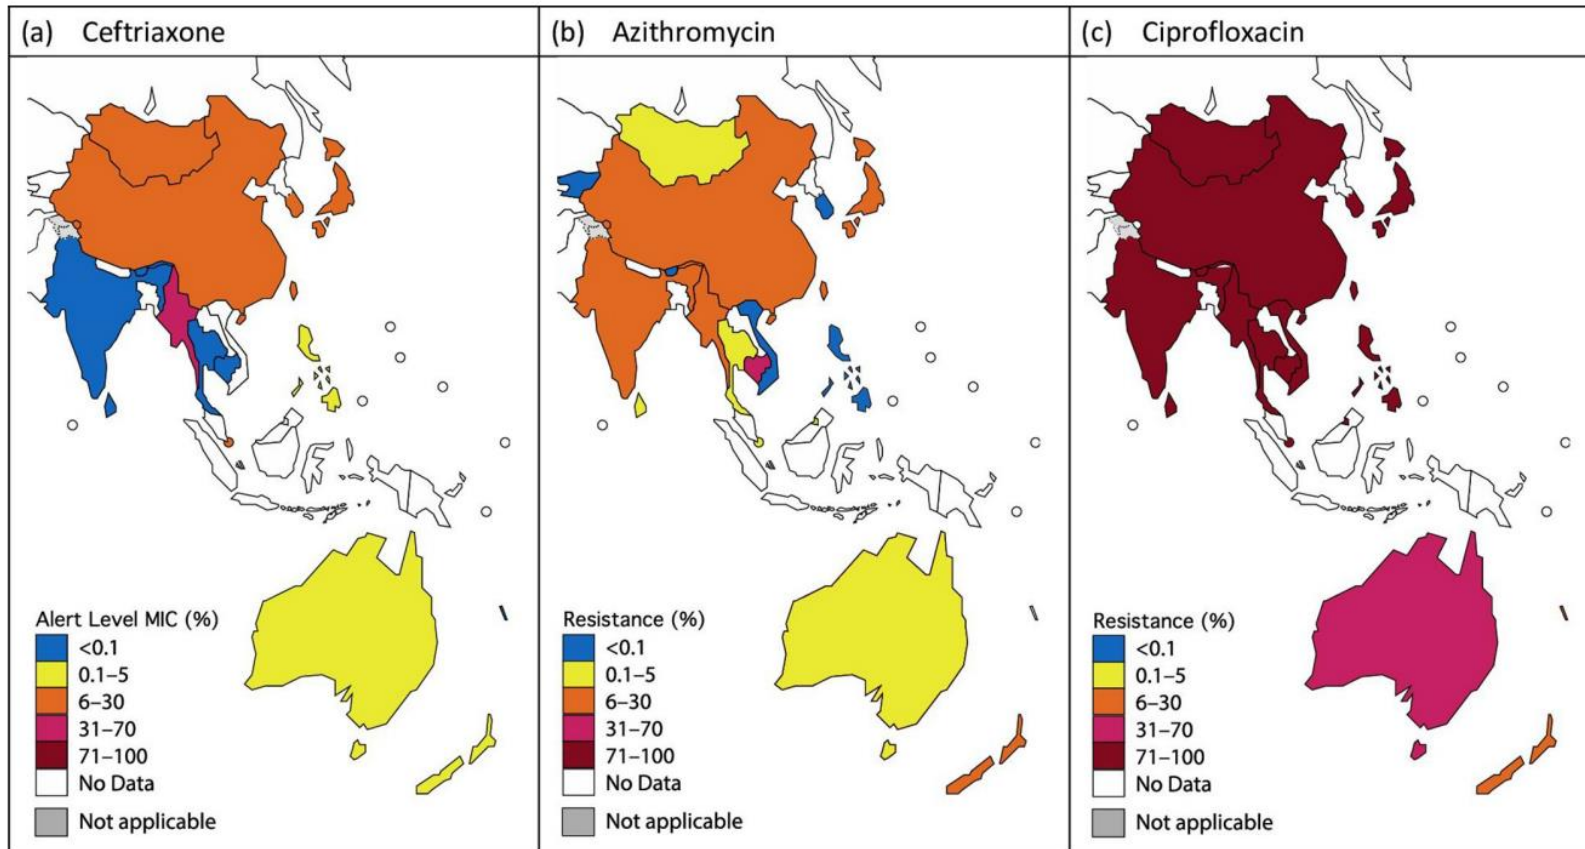 (a) Ceftriaxone
(b) Azithromycin
(c) Ciprofloxacin
Alert Level MIC (%)
<0.1
0.1–5
6–30
31–70
71–100
No Data
Not applicable
Resistance (%)
<0.1
0.1–5
6–30
31–70
71–100
No Data
Not applicable
Resistance (%)
<0.1
0.1–5
6–30
31–70
71–100
No Data
Not applicable